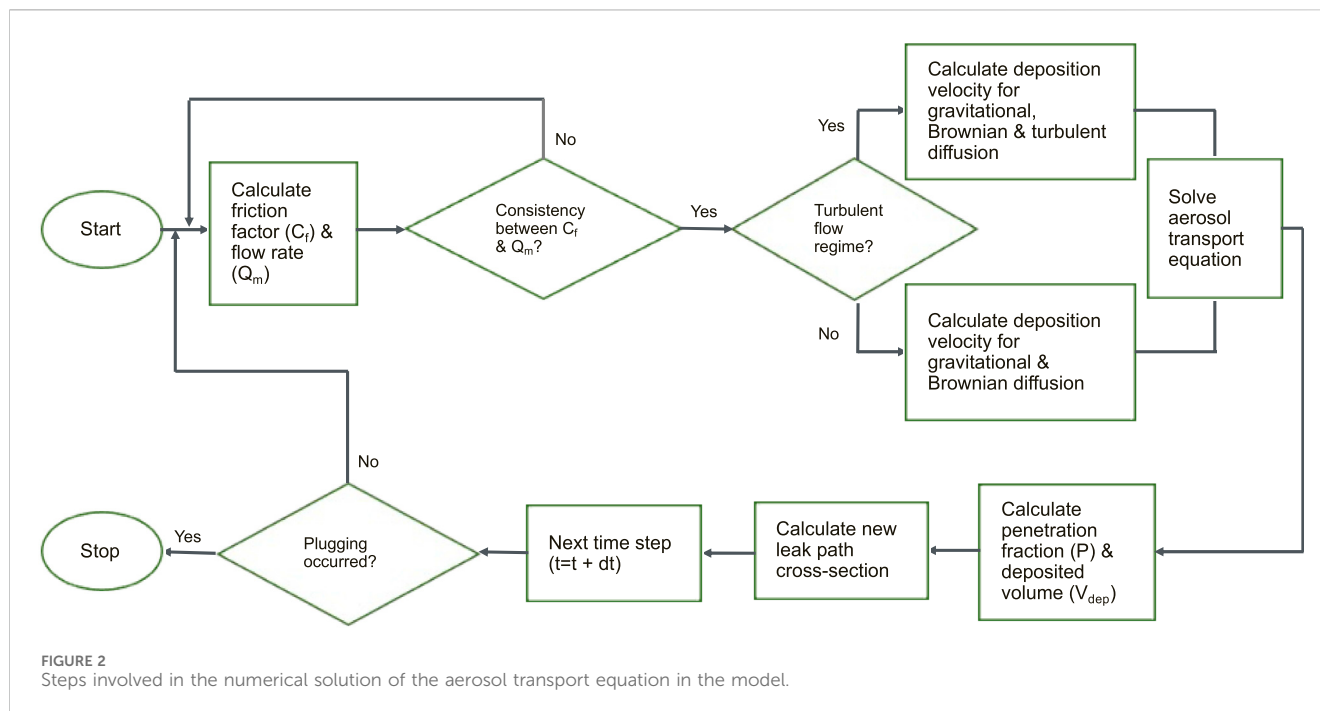 Start
Calculate
friction
factor (Cf) &
flow rate
(Qm)
No
Consistency
between Cf
& Qm?
Yes
Turbulent
flow
regime?
Yes
Calculate deposition
velocity for
gravitational,
Brownian & turbulent
diffusion
No
Calculate deposition
velocity for
gravitational &
Brownian diffusion
Solve
aerosol
transport
equation
Calculate
penetration
fraction (P) &
deposited
volume (Vdep)
Calculate new
leak path
cross-section
Next time step
(t=t + dt)
Plugging
occurred?
No
Yes
Stop
FIGURE 2
Steps involved in the numerical solution of the aerosol transport equation in the model.